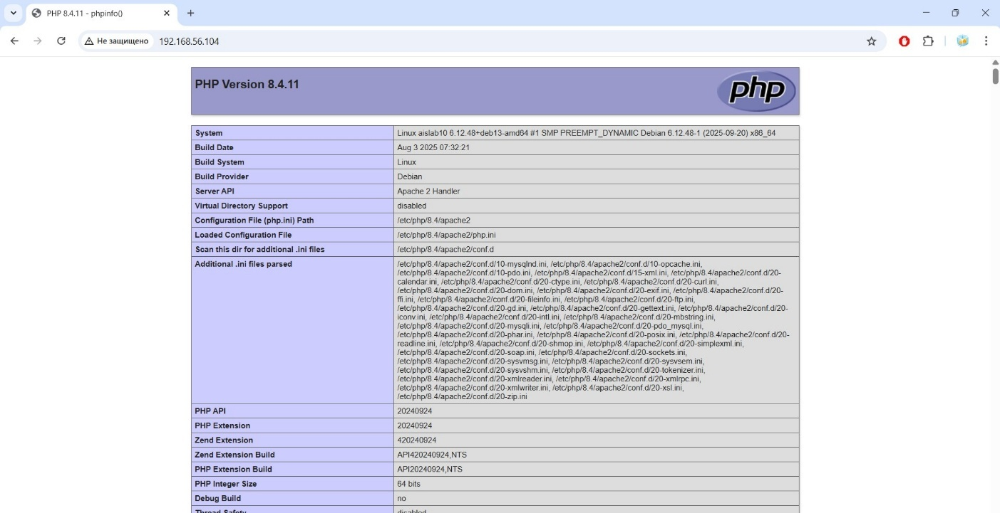 PHP 8.4.11 - phpinfo()
Не защищено 192.168.56.104
PHP Version 8.4.11
php
System Linux aislab10 6.12.48+deb13-amd64 #1 SMP PREEMPT_DYNAMIC Debian 6.12.48-1 (2025-09-20) x86_64
Build Date Aug 3 2025 07:32:21
Build System Linux
Build Provider Debian
Server API Apache 2 Handler
Virtual Directory Support disabled
Configuration File (php.ini) Path /etc/php/8.4/apache2
Loaded Configuration File /etc/php/8.4/apache2/php.ini
Scan this dir for additional .ini files /etc/php/8.4/apache2/conf.d
Additional .ini files parsed /etc/php/8.4/apache2/conf.d/10-mysqlnd.ini, /etc/php/8.4/apache2/conf.d/10-opcache.ini,
/etc/php/8.4/apache2/conf.d/10-pdo.ini, /etc/php/8.4/apache2/conf.d/15-xml.ini, /etc/php/8.4/apache2/conf.d/20-
calendar.ini, /etc/php/8.4/apache2/conf.d/20-ctype.ini, /etc/php/8.4/apache2/conf.d/20-curl.ini,
/etc/php/8.4/apache2/conf.d/20-dom.ini, /etc/php/8.4/apache2/conf.d/20-exif.ini, /etc/php/8.4/apache2/conf.d/20-
ffi.ini, /etc/php/8.4/apache2/conf.d/20-fileinfo.ini, /etc/php/8.4/apache2/conf.d/20-ftp.ini,
/etc/php/8.4/apache2/conf.d/20-gd.ini, /etc/php/8.4/apache2/conf.d/20-gettext.ini, /etc/php/8.4/apache2/conf.d/20-
iconv.ini, /etc/php/8.4/apache2/conf.d/20-intl.ini, /etc/php/8.4/apache2/conf.d/20-mbstring.ini,
/etc/php/8.4/apache2/conf.d/20-mysqli.ini, /etc/php/8.4/apache2/conf.d/20-pdo_mysql.ini,
/etc/php/8.4/apache2/conf.d/20-phar.ini, /etc/php/8.4/apache2/conf.d/20-posix.ini, /etc/php/8.4/apache2/conf.d/20-
readline.ini, /etc/php/8.4/apache2/conf.d/20-shmop.ini, /etc/php/8.4/apache2/conf.d/20-simplexml.ini,
/etc/php/8.4/apache2/conf.d/20-soap.ini, /etc/php/8.4/apache2/conf.d/20-sockets.ini,
/etc/php/8.4/apache2/conf.d/20-sysvmsg.ini, /etc/php/8.4/apache2/conf.d/20-sysvsem.ini,
/etc/php/8.4/apache2/conf.d/20-sysvshm.ini, /etc/php/8.4/apache2/conf.d/20-tokenizer.ini,
/etc/php/8.4/apache2/conf.d/20-xmlreader.ini, /etc/php/8.4/apache2/conf.d/20-xmlrpc.ini,
/etc/php/8.4/apache2/conf.d/20-xmlwriter.ini, /etc/php/8.4/apache2/conf.d/20-xsl.ini,
/etc/php/8.4/apache2/conf.d/20-zip.ini
PHP API 20240924
PHP Extension 20240924
Zend Extension 420240924
Zend Extension Build API420240924,NTS
PHP Extension Build API20240924,NTS
PHP Integer Size 64 bits
Debug Build no
Thread Safety disabled